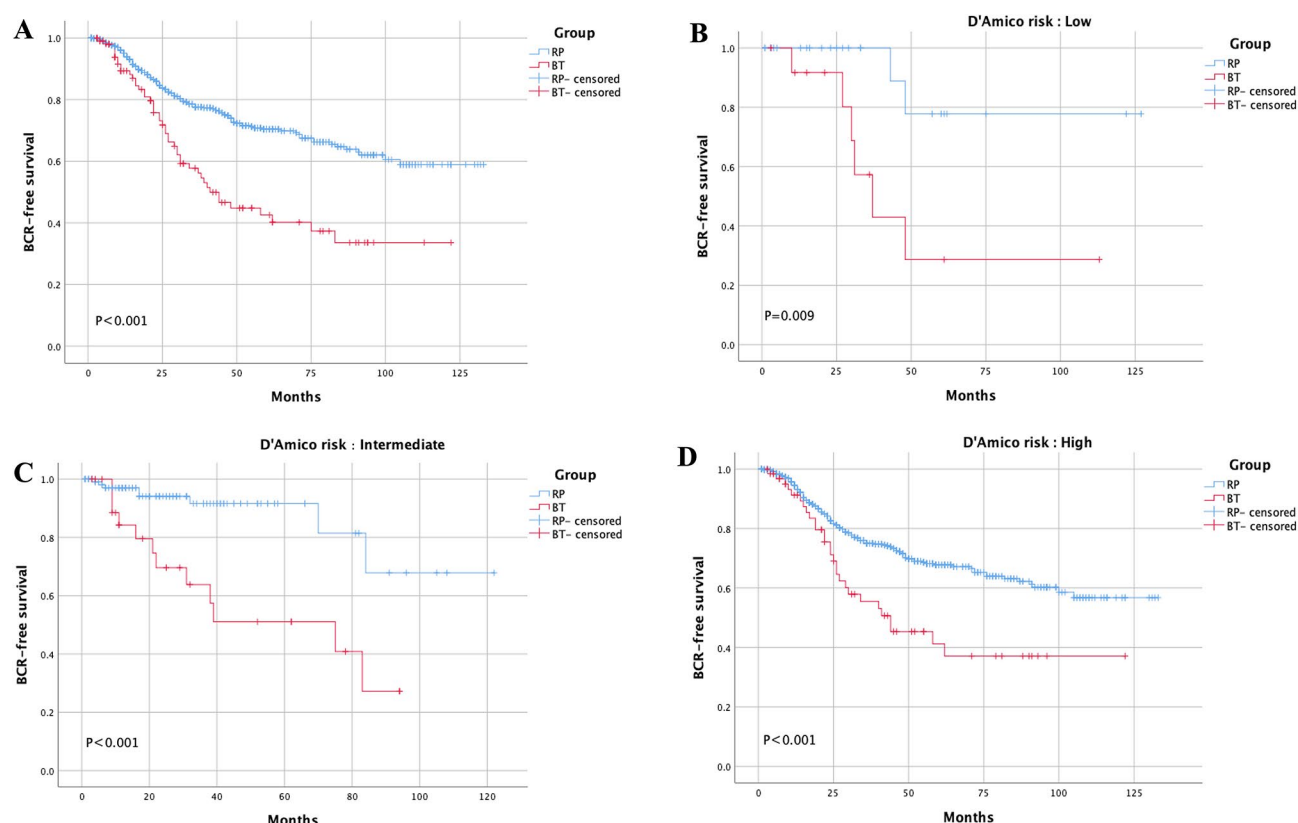 A
Group
RP
BT
RP- censored
BT- censored
BCR-free survival
1.0
0.8
0.6
0.4
0.2
0.0
P<0.001
0 25 50 75 100 125
Months
B
D'Amico risk : Low
Group
RP
BT
RP- censored
BT- censored
BCR-free survival
1.0
0.8
0.6
0.4
0.2
0.0
P=0.009
0 25 50 75 100 125
Months
C
D'Amico risk : Intermediate
Group
RP
BT
RP- censored
BT- censored
BCR-free survival
1.0
0.8
0.6
0.4
0.2
0.0
P<0.001
0 20 40 60 80 100 120
Months
D
D'Amico risk : High
Group
RP
BT
RP- censored
BT- censored
BCR-free survival
1.0
0.8
0.6
0.4
0.2
0.0
P<0.001
0 25 50 75 100 125
Months